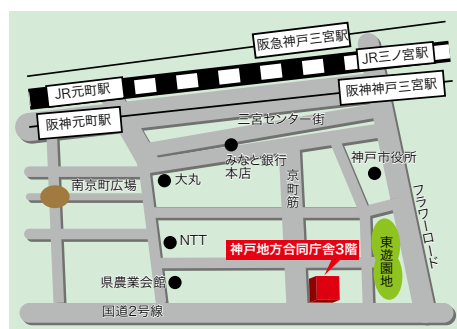 阪急神戸三宮駅
JR三ノ宮駅
JR元町駅
阪神神戸三宮駅
阪神元町駅
三宮センター街
みなと銀行
本店
神戸市役所
大丸
京町筋
南京町広場
フラワーロード
NTT
神戸地方合同庁舎3階
東遊園地
県農業会館
国道2号線